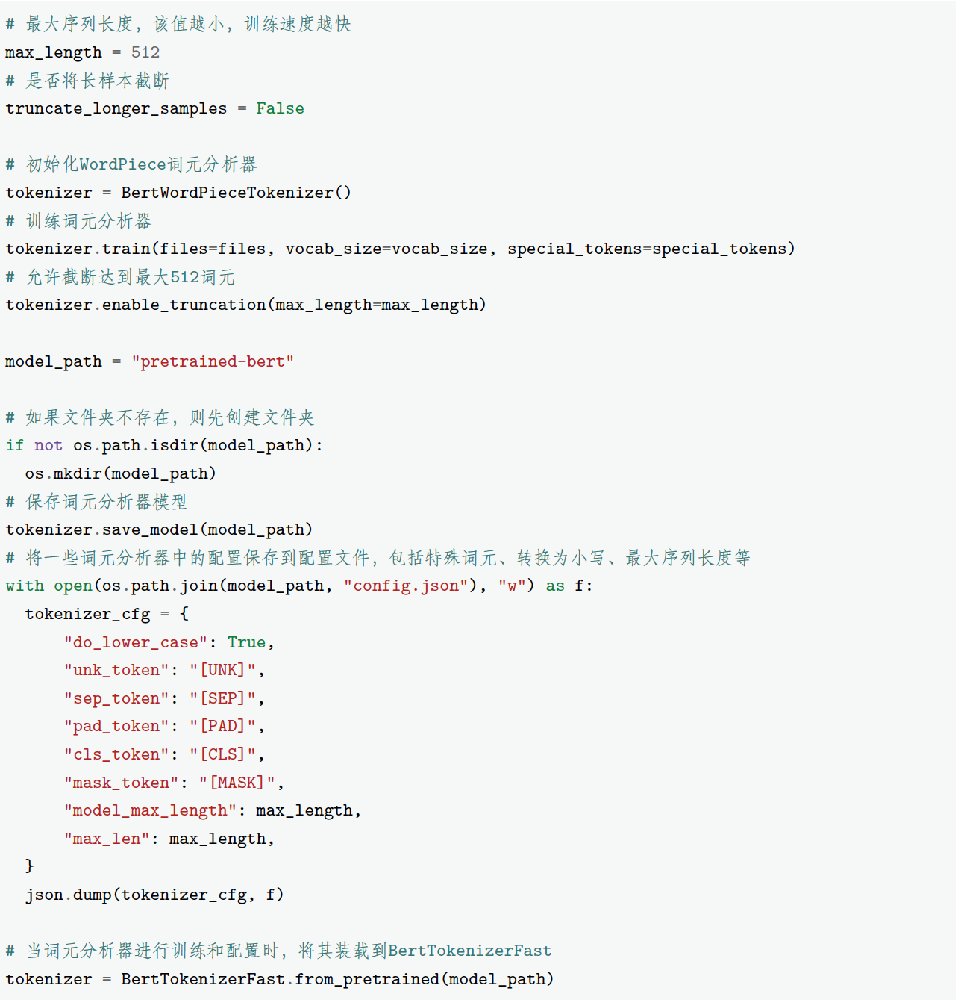 # 最大序列长度，该值越小，训练速度越快
max_length = 512
# 是否将长样本截断
truncate_longer_samples = False
# 初始化WordPiece词元分析器
tokenizer = BertWordPieceTokenizer()
# 训练词元分析器
tokenizer.train(files=files, vocab_size=vocab_size, special_tokens=special_tokens)
# 允许截断达到最大512词元
tokenizer.enable_truncation(max_length=max_length)
model_path = "pretrained-bert"
# 如果文件夹不存在，则先创建文件夹
if not os.path.isdir(model_path):
  os.mkdir(model_path)
# 保存词元分析器模型
tokenizer.save_model(model_path)
# 将一些词元分析器中的配置保存到配置文件，包括特殊词元、转换为小写、最大序列长度等
with open(os.path.join(model_path, "config.json"), "w") as f:
  tokenizer_cfg = {
      "do_lower_case": True,
      "unk_token": "[UNK]",
      "sep_token": "[SEP]",
      "pad_token": "[PAD]",
      "cls_token": "[CLS]",
      "mask_token": "[MASK]",
      "model_max_length": max_length,
      "max_len": max_length,
  }
  json.dump(tokenizer_cfg, f)
# 当词元分析器进行训练和配置时，将其装载到BertTokenizerFast
tokenizer = BertTokenizerFast.from_pretrained(model_path)